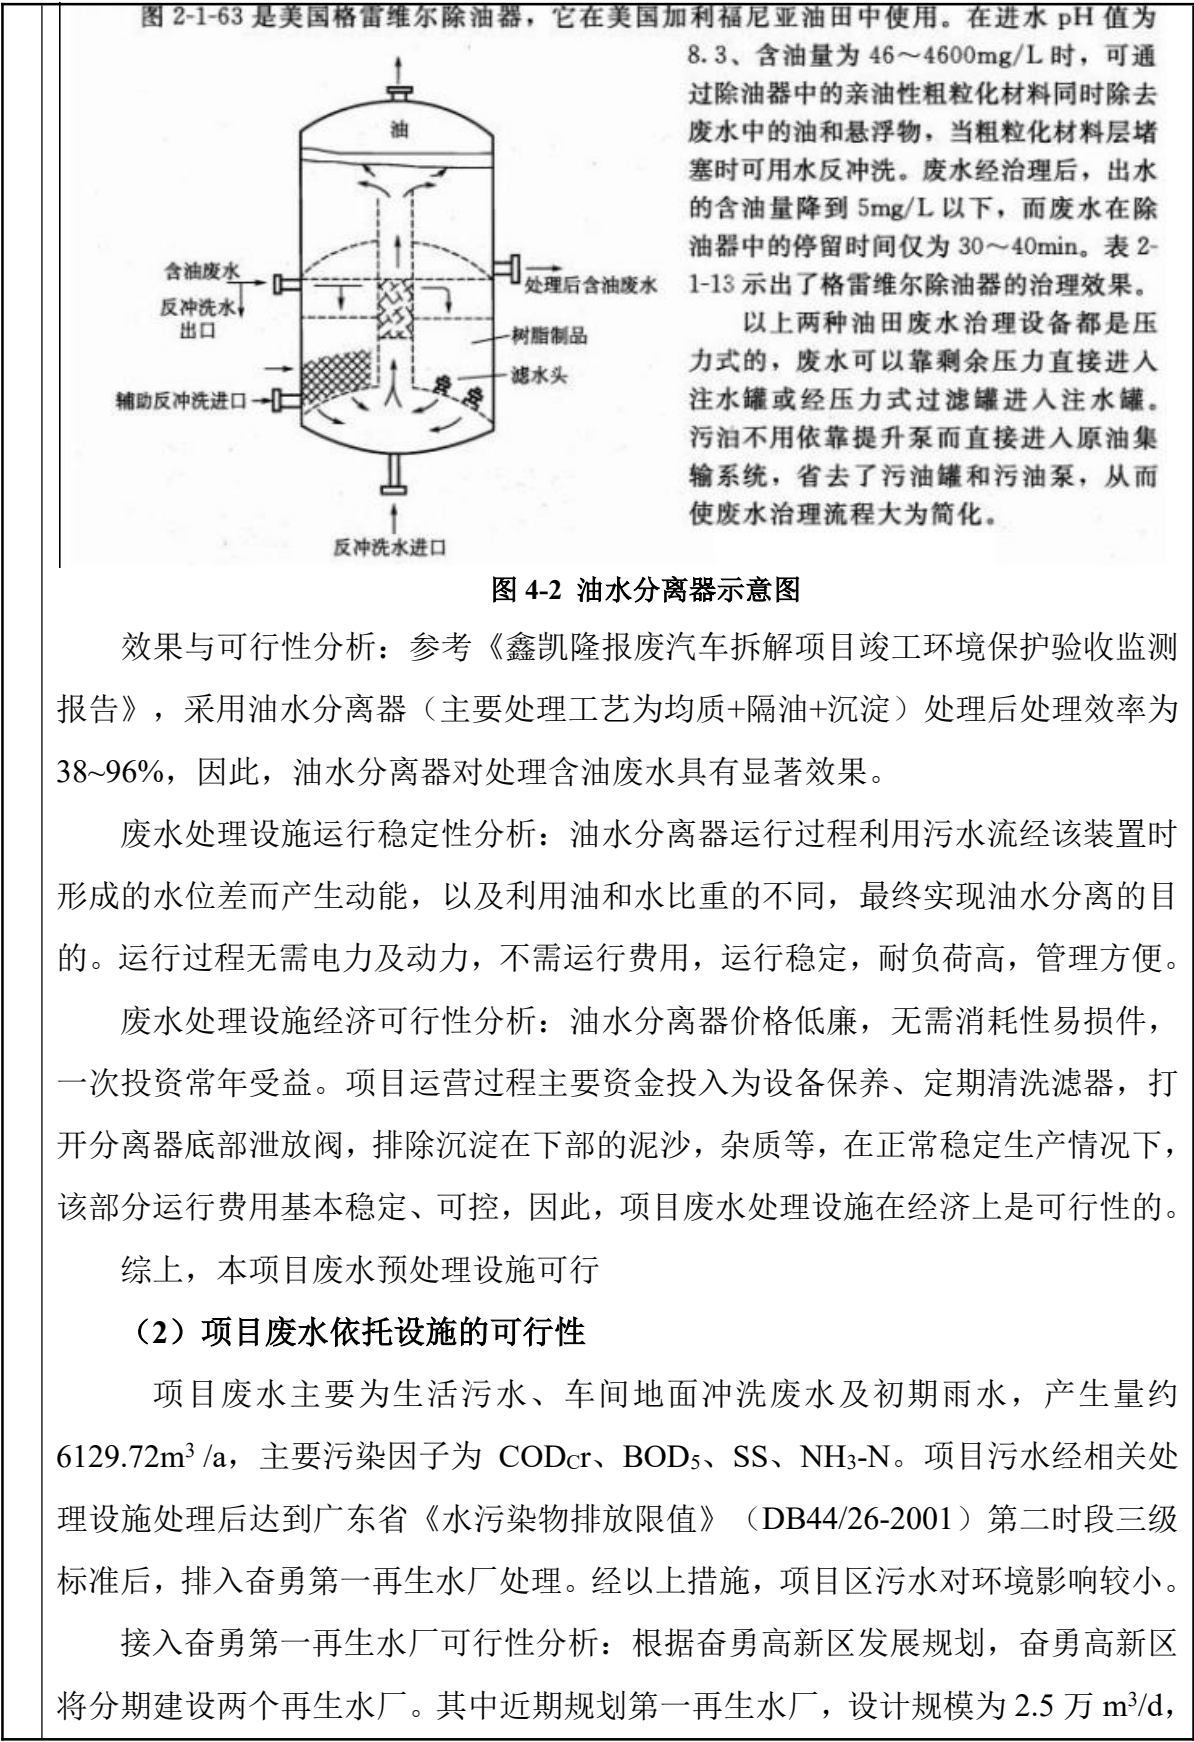 图 2-1-63 是美国格雷维尔除油器，它在美国加利福尼亚油田中使用。在进水 pH 值为
8.3、含油量为 46～4600mg/L 时，可通
过除油器中的亲油性粗粒化材料同时除去
废水中的油和悬浮物，当粗粒化材料层堵
塞时可用水反冲洗。废水经治理后，出水
的含油量降到 5mg/L 以下，而废水在除
油器中的停留时间仅为 30～40min。表 2-
1-13 示出了格雷维尔除油器的治理效果。
以上两种油田废水治理设备都是压
力式的，废水可以靠剩余压力直接进入
注水罐或经压力式过滤罐进入注水罐。
污油不用依靠提升泵而直接进入原油集
输系统，省去了污油罐和污油泵，从而
使废水治理流程大为简化。
油
含油废水
反冲洗水
出口
处理后含油废水
树脂制品
滤水头
辅助反冲洗进口
反冲洗水进口
图 4-2 油水分离器示意图
效果与可行性分析：参考《鑫凯隆报废汽车拆解项目竣工环境保护验收监测
报告》，采用油水分离器（主要处理工艺为均质+隔油+沉淀）处理后处理效率为
38~96%，因此，油水分离器对处理含油废水具有显著效果。
废水处理设施运行稳定性分析：油水分离器运行过程利用污水流经该装置时
形成的水位差而产生动能，以及利用油和水比重的不同，最终实现油水分离的目
的。运行过程无需电力及动力，不需运行费用，运行稳定，耐负荷高，管理方便。
废水处理设施经济可行性分析：油水分离器价格低廉，无需消耗性易损件，
一次投资常年受益。项目运营过程主要资金投入为设备保养、定期清洗滤器，打
开分离器底部泄放阀，排除沉淀在下部的泥沙，杂质等，在正常稳定生产情况下，
该部分运行费用基本稳定、可控，因此，项目废水处理设施在经济上是可行性的。
综上，本项目废水预处理设施可行
（2）项目废水依托设施的可行性
项目废水主要为生活污水、车间地面冲洗废水及初期雨水，产生量约
6129.72m³ /a，主要污染因子为 CODcr、BOD₅、SS、NH₃-N。项目污水经相关处
理设施处理后达到广东省《水污染物排放限值》（DB44/26-2001）第二时段三级
标准后，排入奋勇第一再生水厂处理。经以上措施，项目区污水对环境影响较小。
接入奋勇第一再生水厂可行性分析：根据奋勇高新区发展规划，奋勇高新区
将分期建设两个再生水厂。其中近期规划第一再生水厂，设计规模为 2.5 万 m³/d，